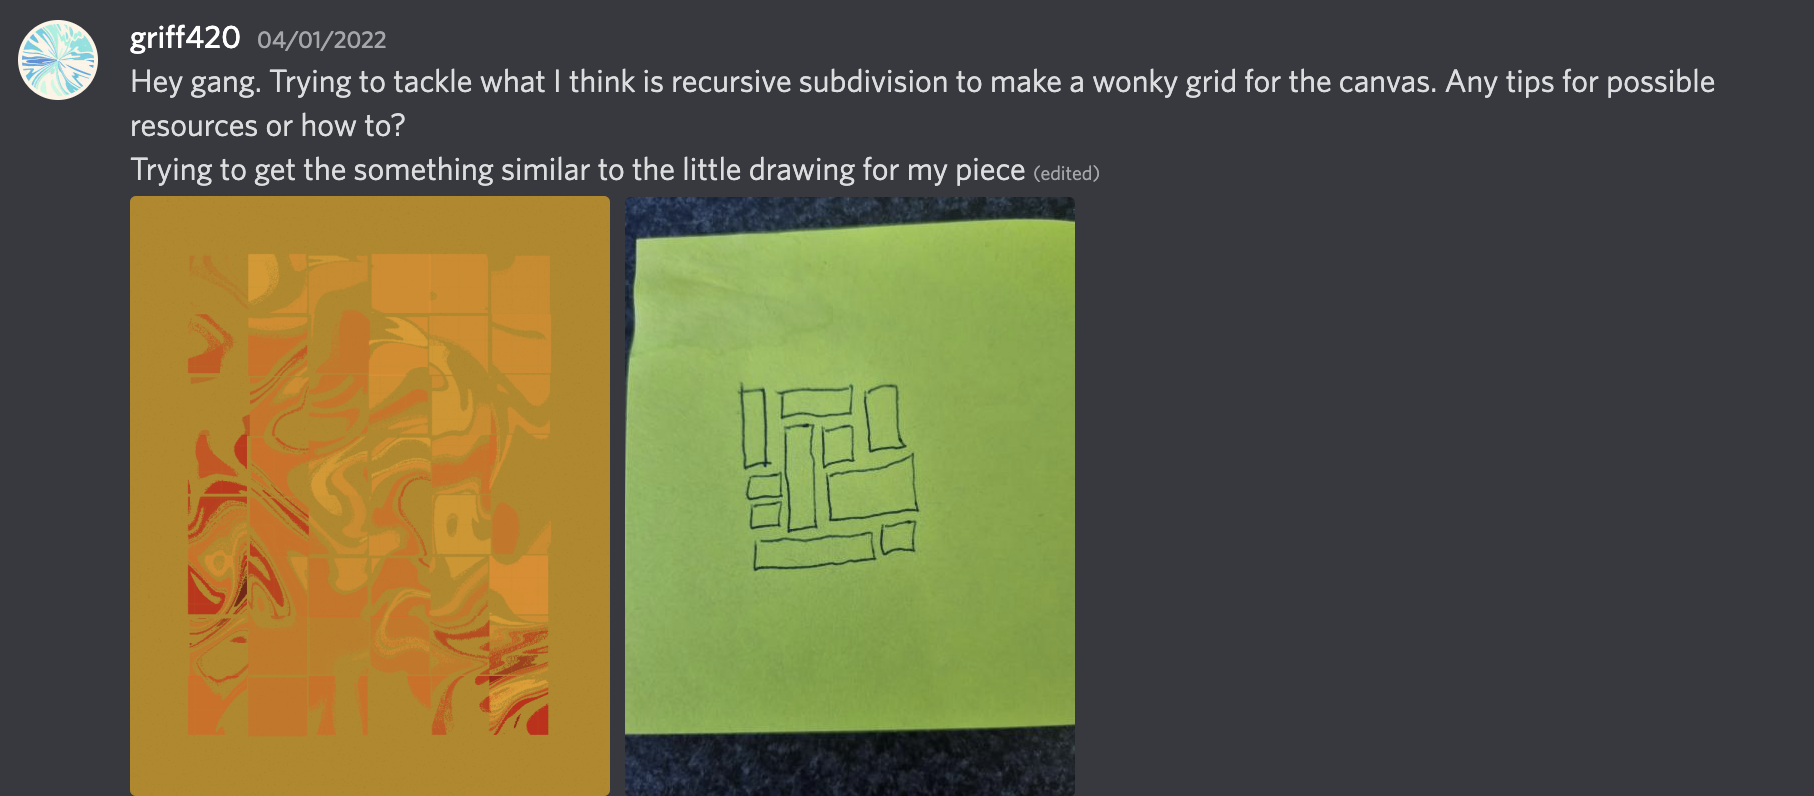 griff420 04/01/2022
Hey gang. Trying to tackle what I think is recursive subdivision to make a wonky grid for the canvas. Any tips for possible
resources or how to?
Trying to get the something similar to the little drawing for my piece (edited)